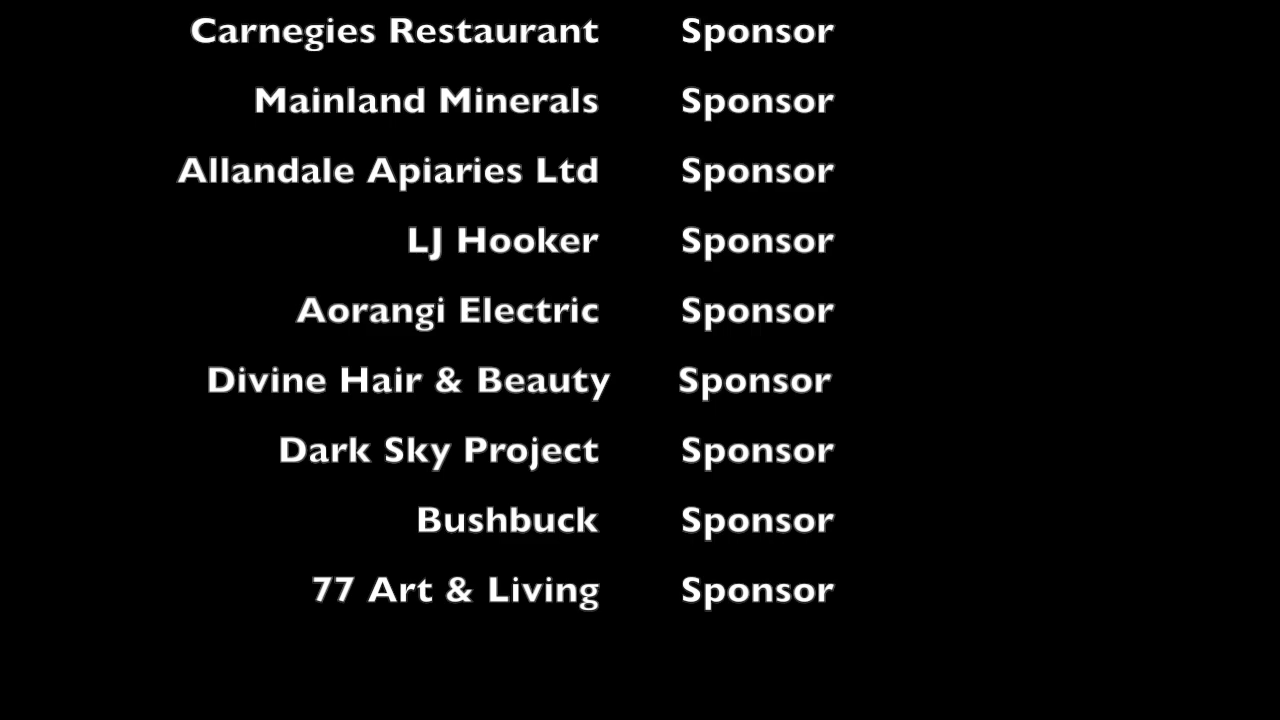 Carnegies Restaurant Sponsor
Mainland Minerals Sponsor
Allandale Apiaries Ltd Sponsor
LJ Hooker Sponsor
Aorangi Electric Sponsor
Divine Hair & Beauty Sponsor
Dark Sky Project Sponsor
Bushbuck Sponsor
77 Art & Living Sponsor